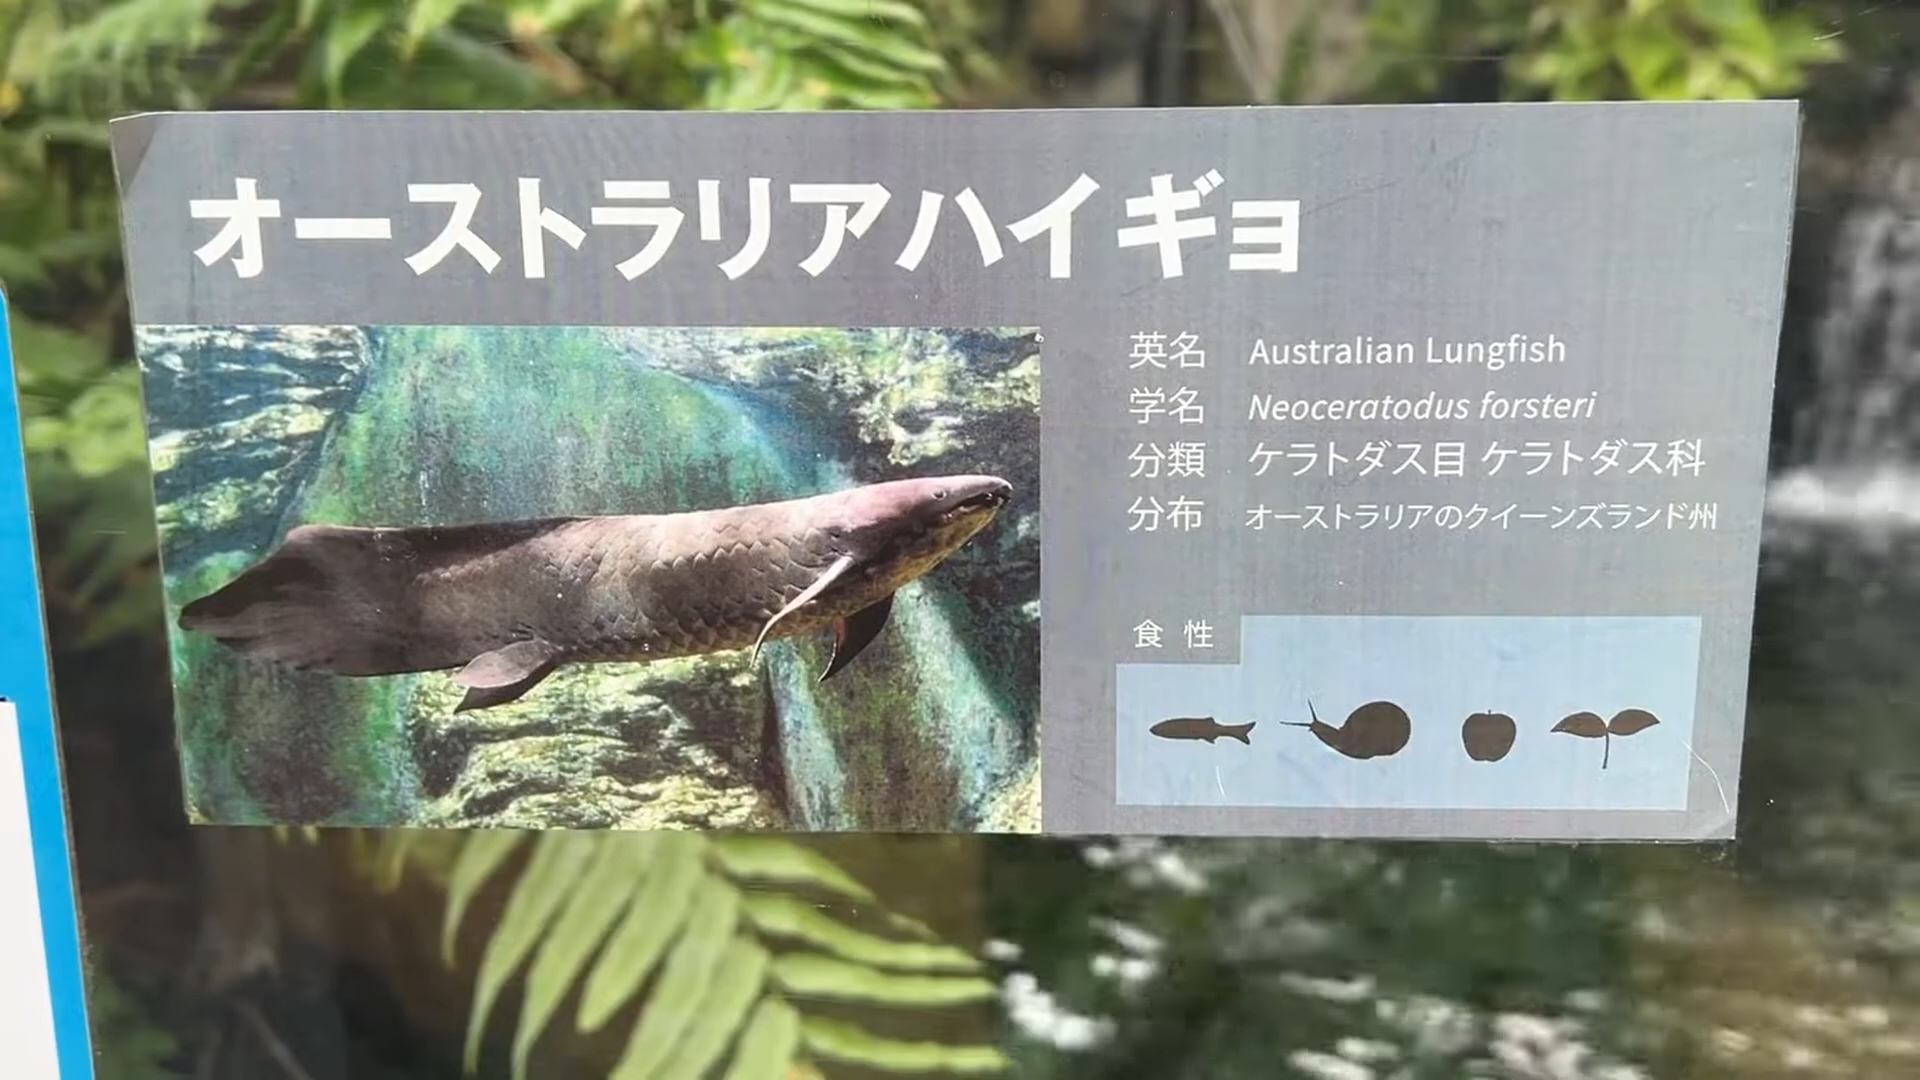 オーストラリアハイギョ
英名 Australian Lungfish
学名 Neoceratodus forsteri
分類 ケラトダス目 ケラトダス科
分布 オーストラリアのクイーンズランド州
食性